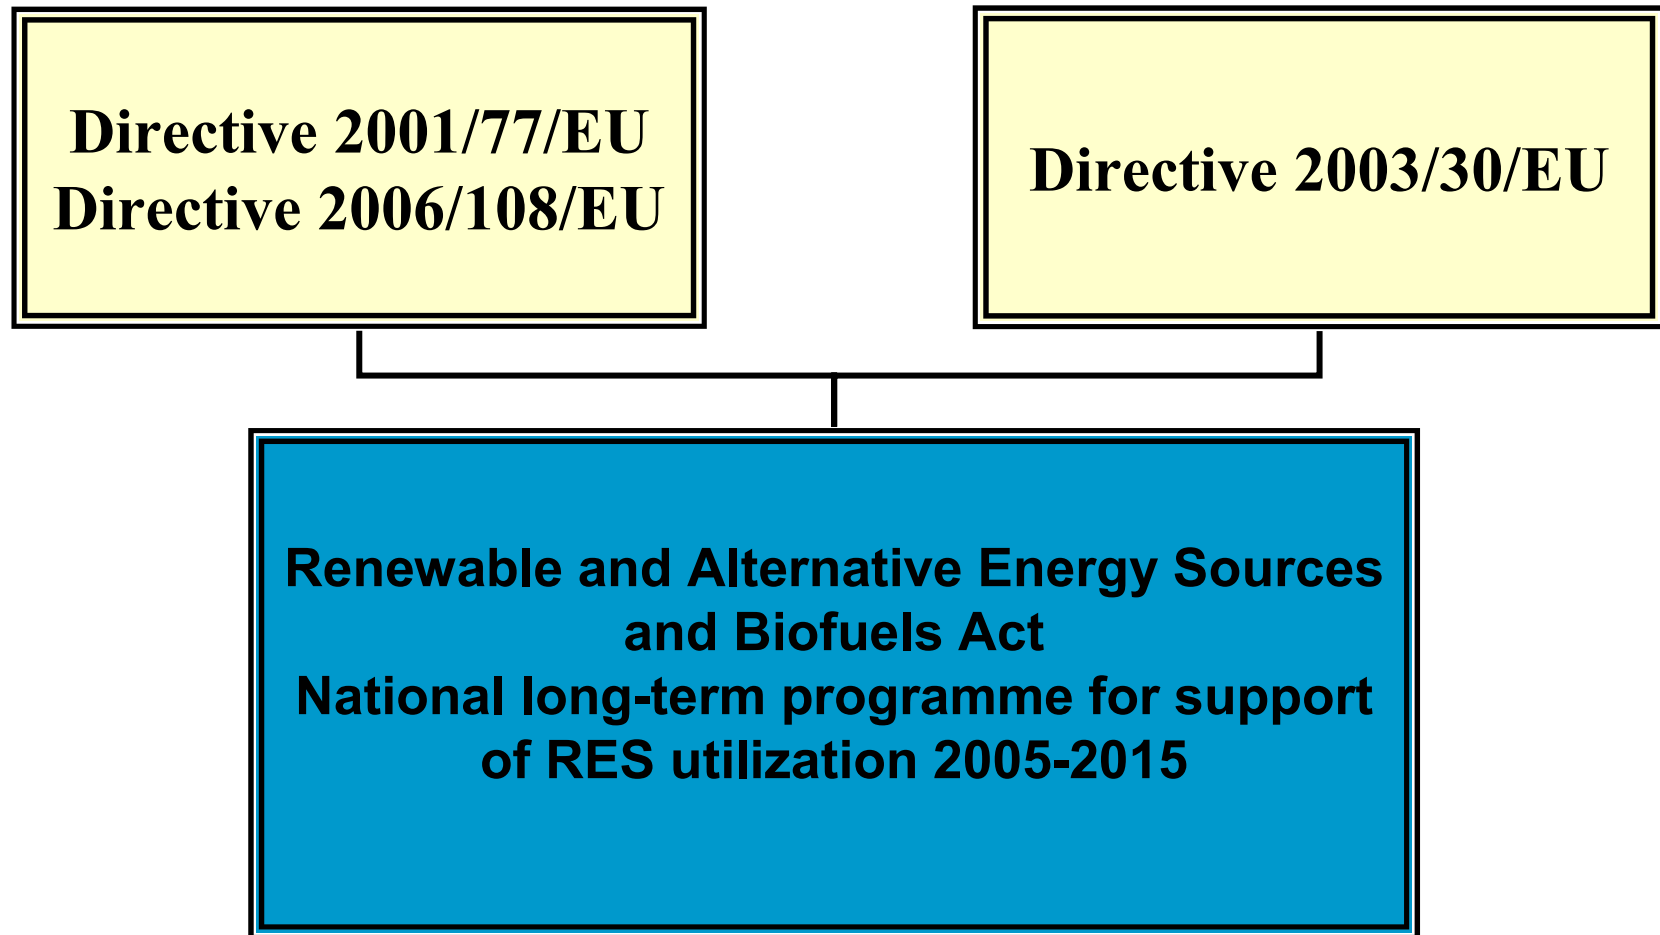 Directive 2001/77/EU
Directive 2006/108/EU
Directive 2003/30/EU
Renewable and Alternative Energy Sources
and Biofuels Act
National long-term programme for support
of RES utilization 2005-2015